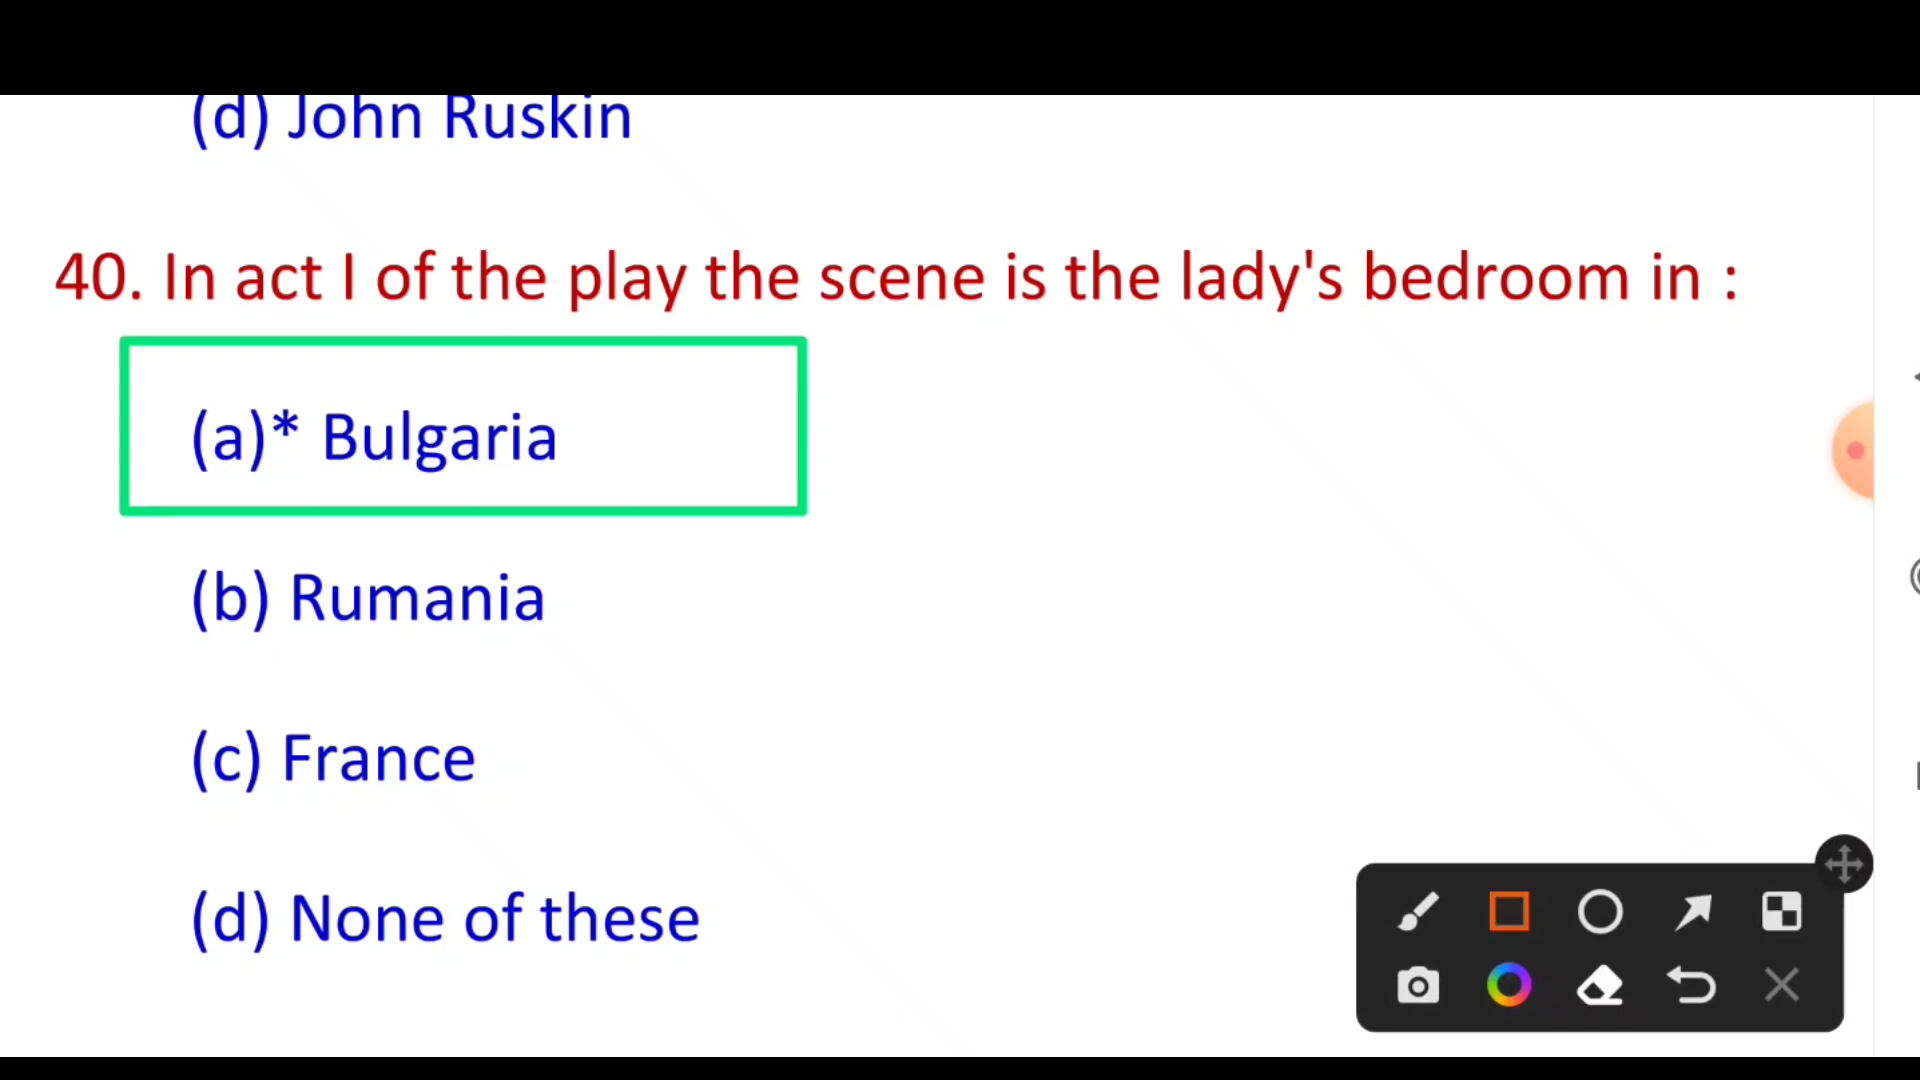 (d) John Ruskin
40. In act I of the play the scene is the lady's bedroom in :
(a)* Bulgaria
(b) Rumania
(c) France
(d) None of these